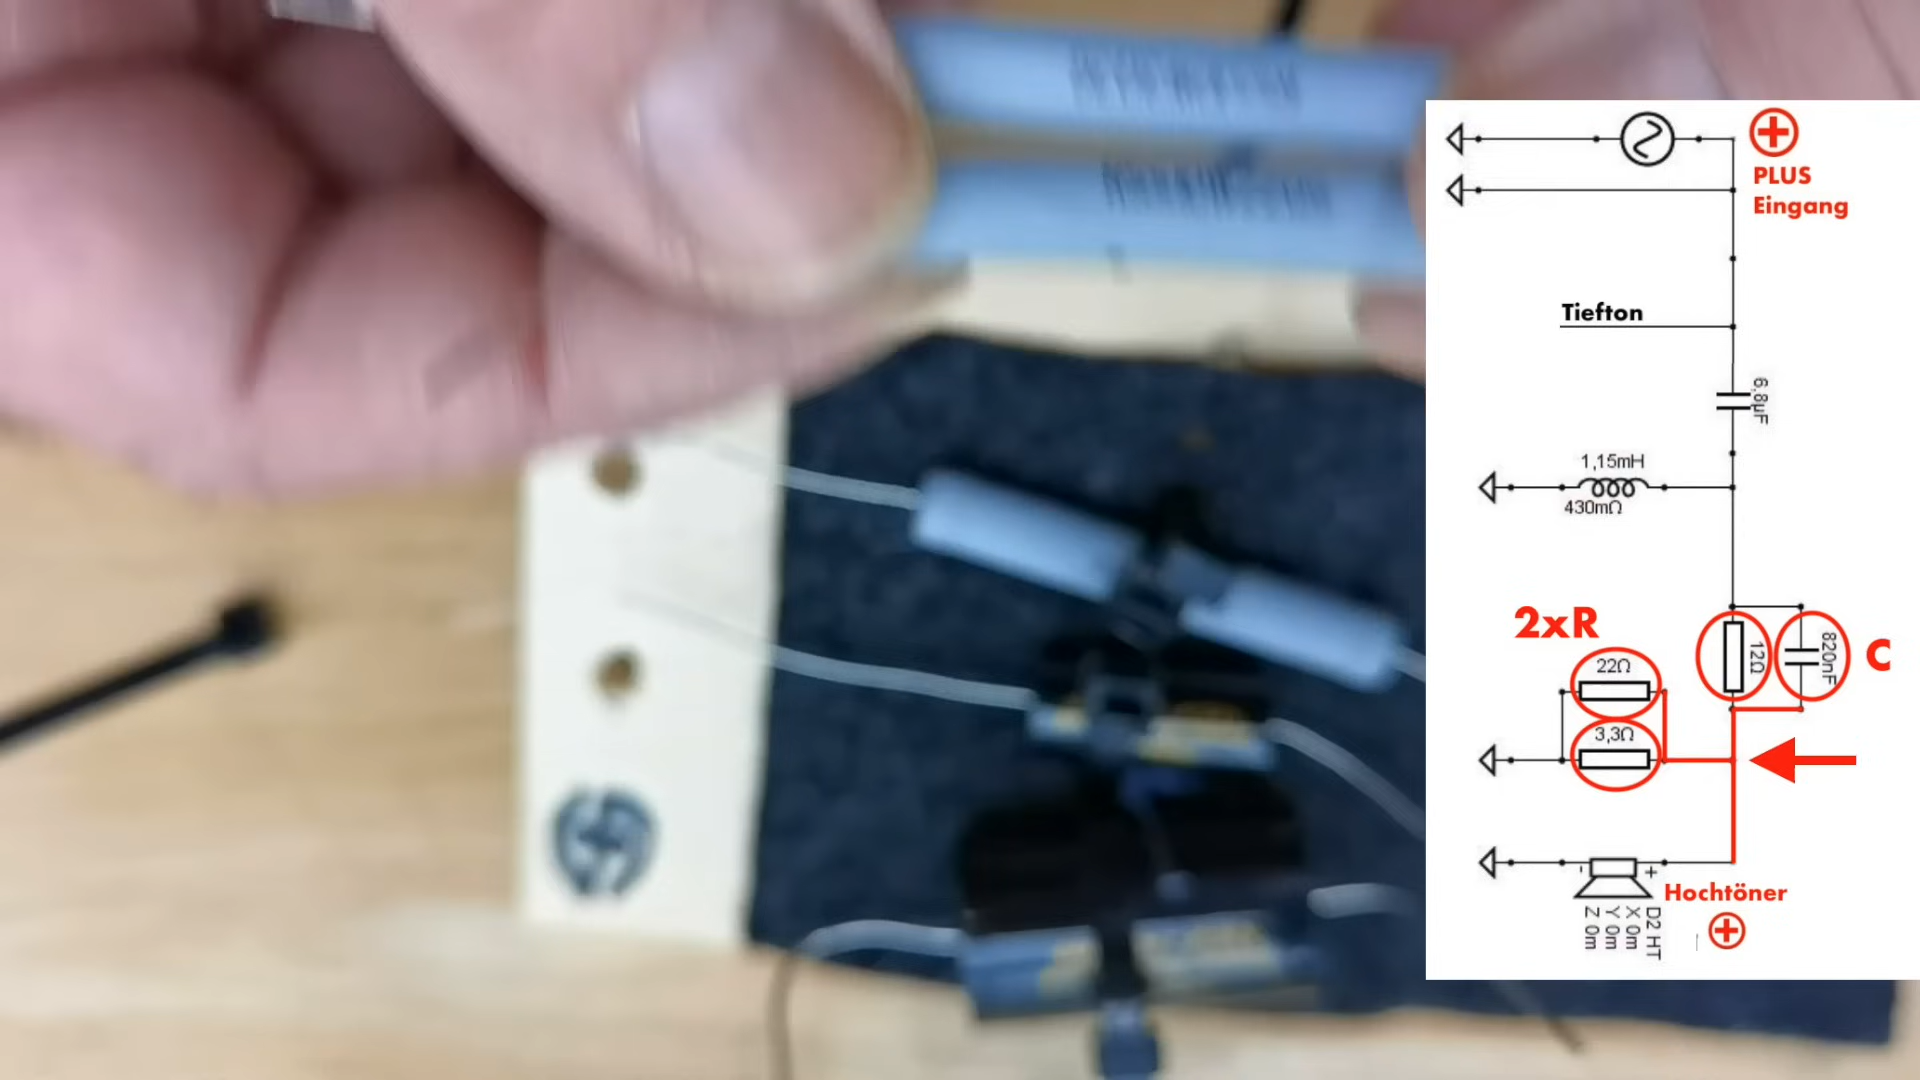 PLUS
Eingang
Tiefton
6,8µF
1,15mH
430mΩ
2xR
22Ω
12Ω
820nF
C
3,3Ω
- +
Hochtöner
D2 HT
X 0m
Y 0m
Z 0m